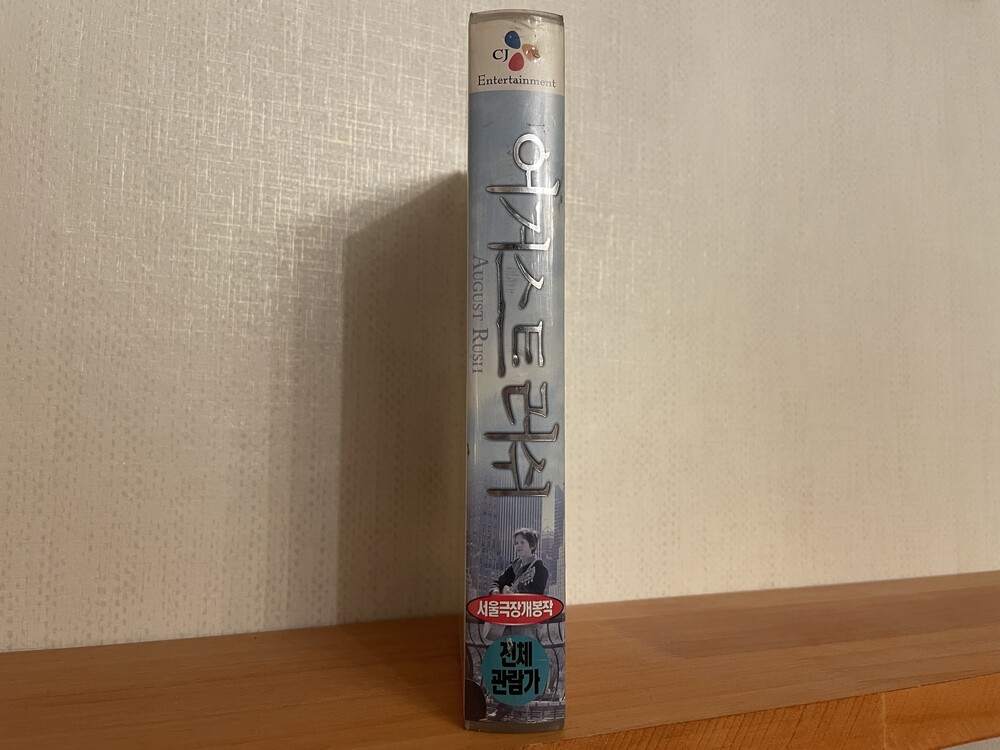 CJ
Entertainment
어거스트 러쉬
AUGUST RUSH
서울극장개봉작
전체
관람가